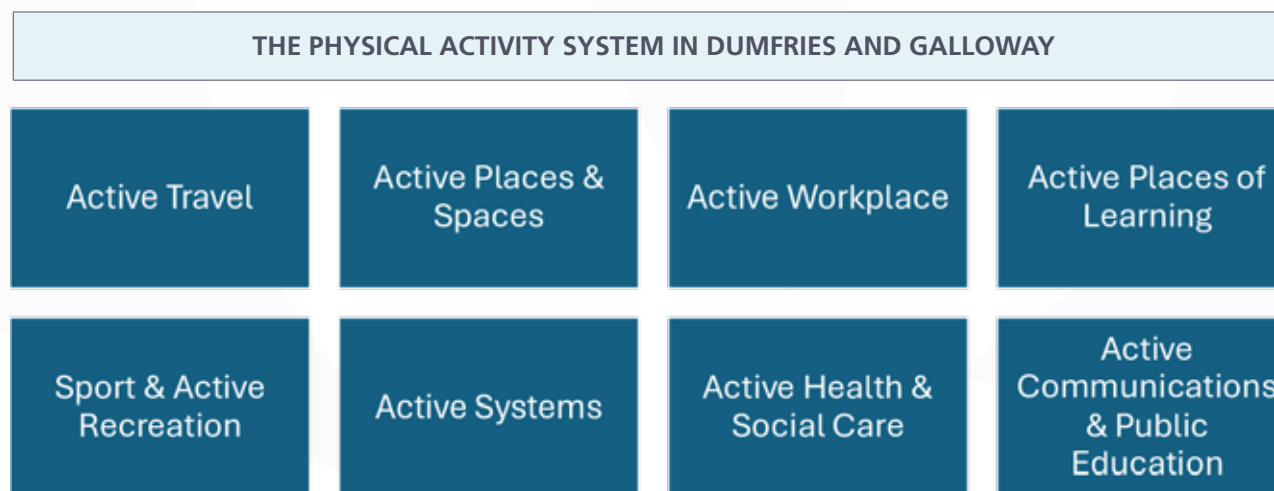 THE PHYSICAL ACTIVITY SYSTEM IN DUMFRIES AND GALLOWAY
Active Travel
Active Places &
Spaces
Active Workplace
Active Places of
Learning
Sport & Active
Recreation
Active Systems
Active Health &
Social Care
Active
Communications
& Public
Education